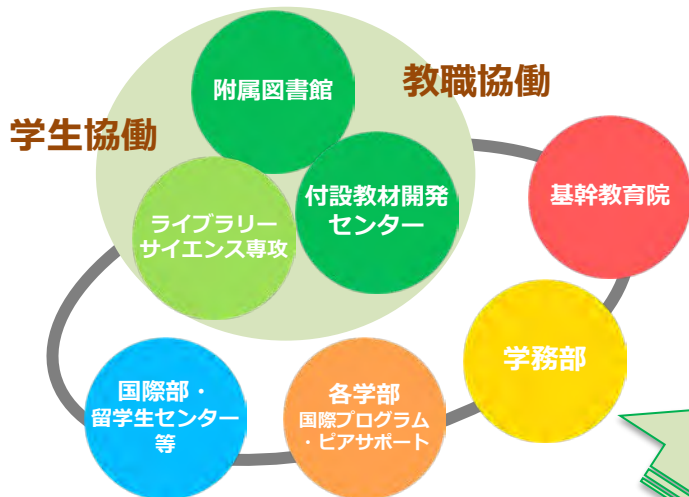 附属図書館
教職協働
学生協働
付設教材開発
センター
基幹教育院
ライブラリー
サイエンス専攻
学務部
国際部・
留学生センター
等
各学部
国際プログラム
・ピアサポート